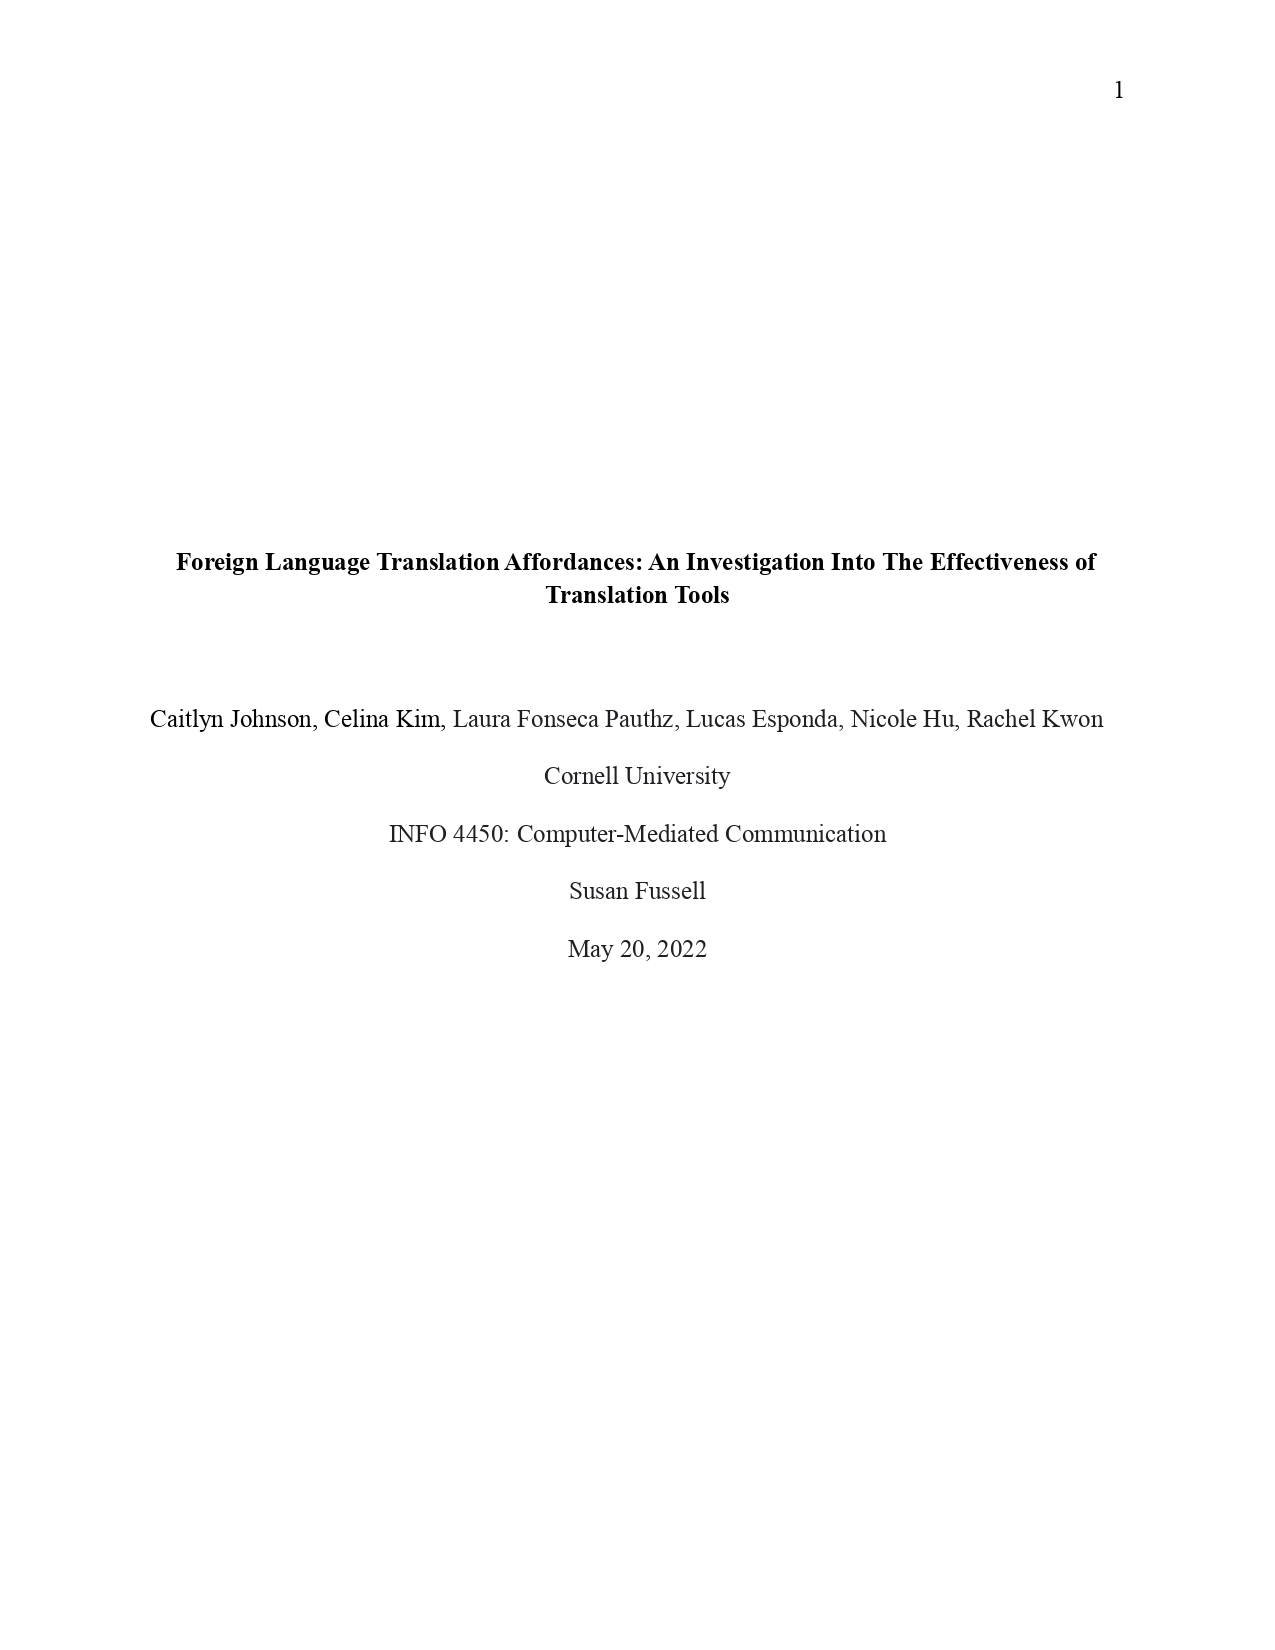 1
Foreign Language Translation Affordances: An Investigation Into The Effectiveness of
Translation Tools
Caitlyn Johnson, Celina Kim, Laura Fonseca Pauthz, Lucas Esponda, Nicole Hu, Rachel Kwon
Cornell University
INFO 4450: Computer-Mediated Communication
Susan Fussell
May 20, 2022